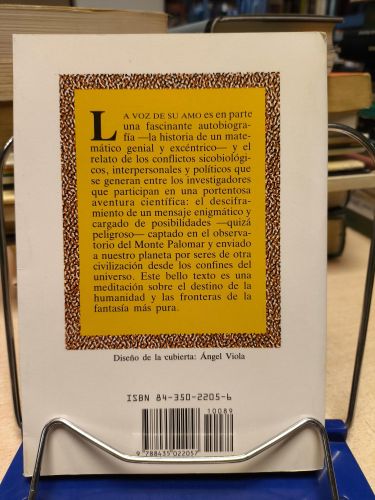 LA VOZ DE SU AMO es en parte
una fascinante autobiogra-
fía —la historia de un mate-
mático genial y excéntrico— y el
relato de los conflictos sicobiológi-
cos, interpersonales y políticos que
se generan entre los investigadores
que participan en una portentosa
aventura científica: el desciframiento
miento de un mensaje enigmático y
cargado de posibilidades —quizá
peligroso— captado en el observa-
torio del Monte Palomar y enviado
a nuestro planeta por seres de otra
civilización desde los confines del
universo. Este bello texto es una
meditación sobre el destino de la
humanidad y las fronteras de la
fantasía más pura.
Diseño de la cubierta: Ángel Viola
ISBN 84-350-2205-6
10089
9 788435 022057